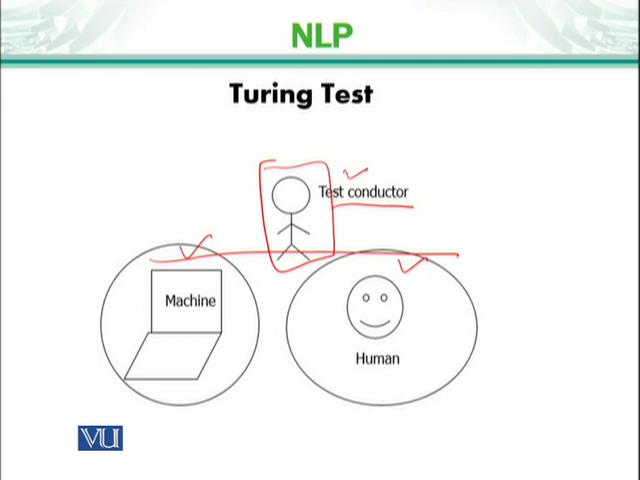 NLP
Turing Test
Test conductor
Machine
Human
VU